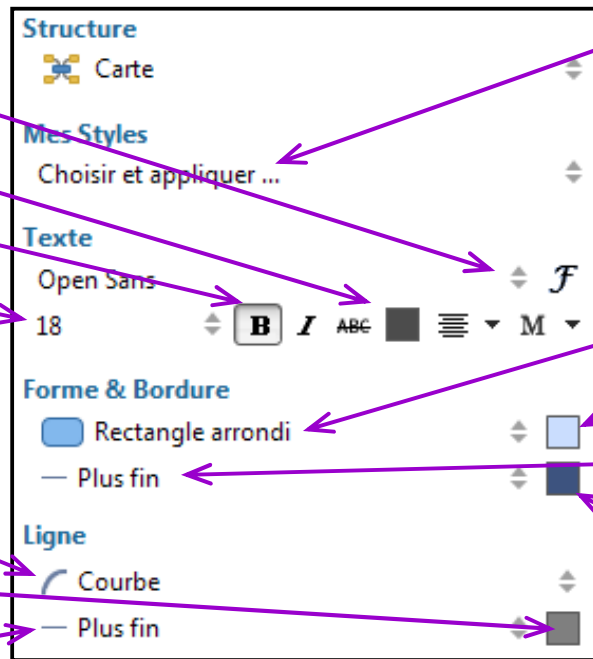 Structure
Carte
Mes Styles
Choisir et appliquer ...
Texte
Open Sans
F
18 B I ABC M
Forme & Bordure
Rectangle arrondi
Plus fin
Ligne
Courbe
Plus fin